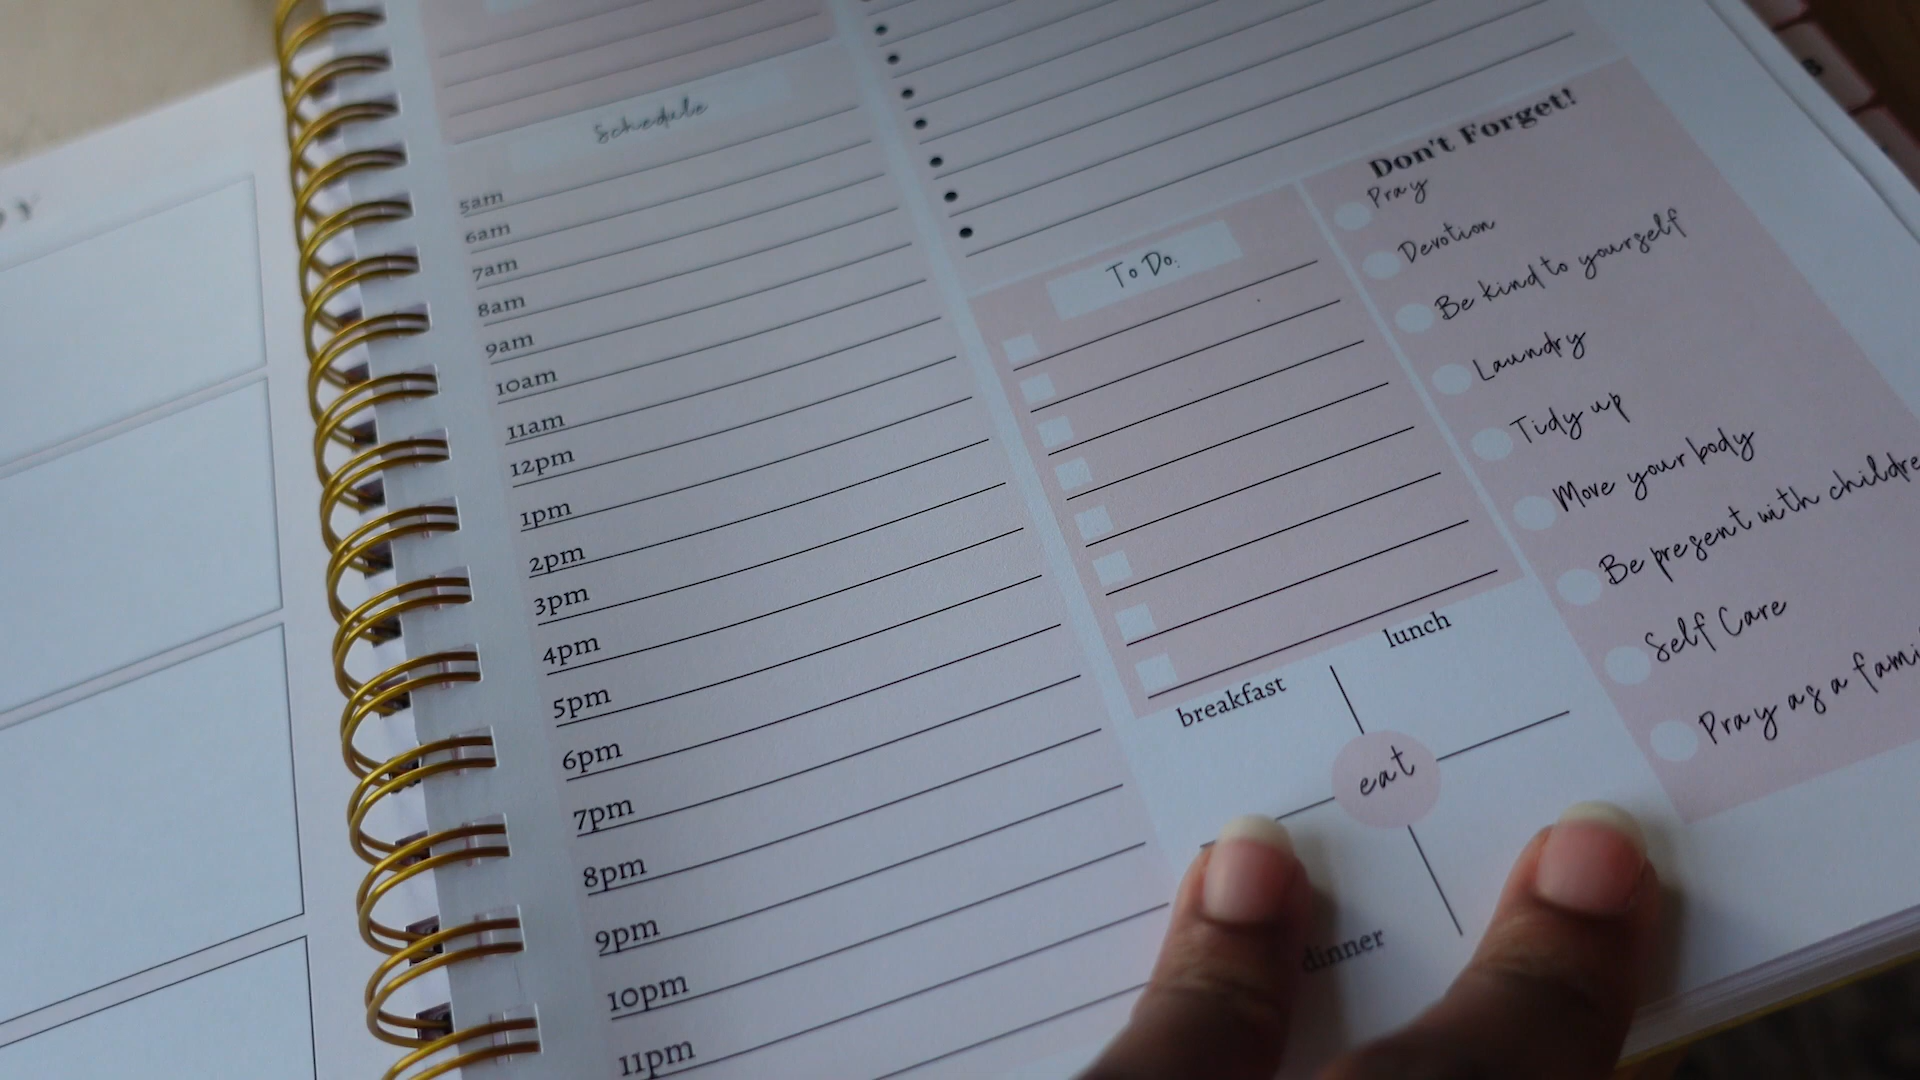 Schedule
5am
6am
7am
8am
9am
10am
11am
12pm
1pm
2pm
3pm
4pm
5pm
6pm
7pm
8pm
9pm
10pm
11pm
To Do:
Don't Forget!
Pray
Devotion
Be kind to yourself
Laundry
Tidy up
Move your body
Be present with childre
Self Care
Pray as a fami
breakfast
lunch
eat
dinner